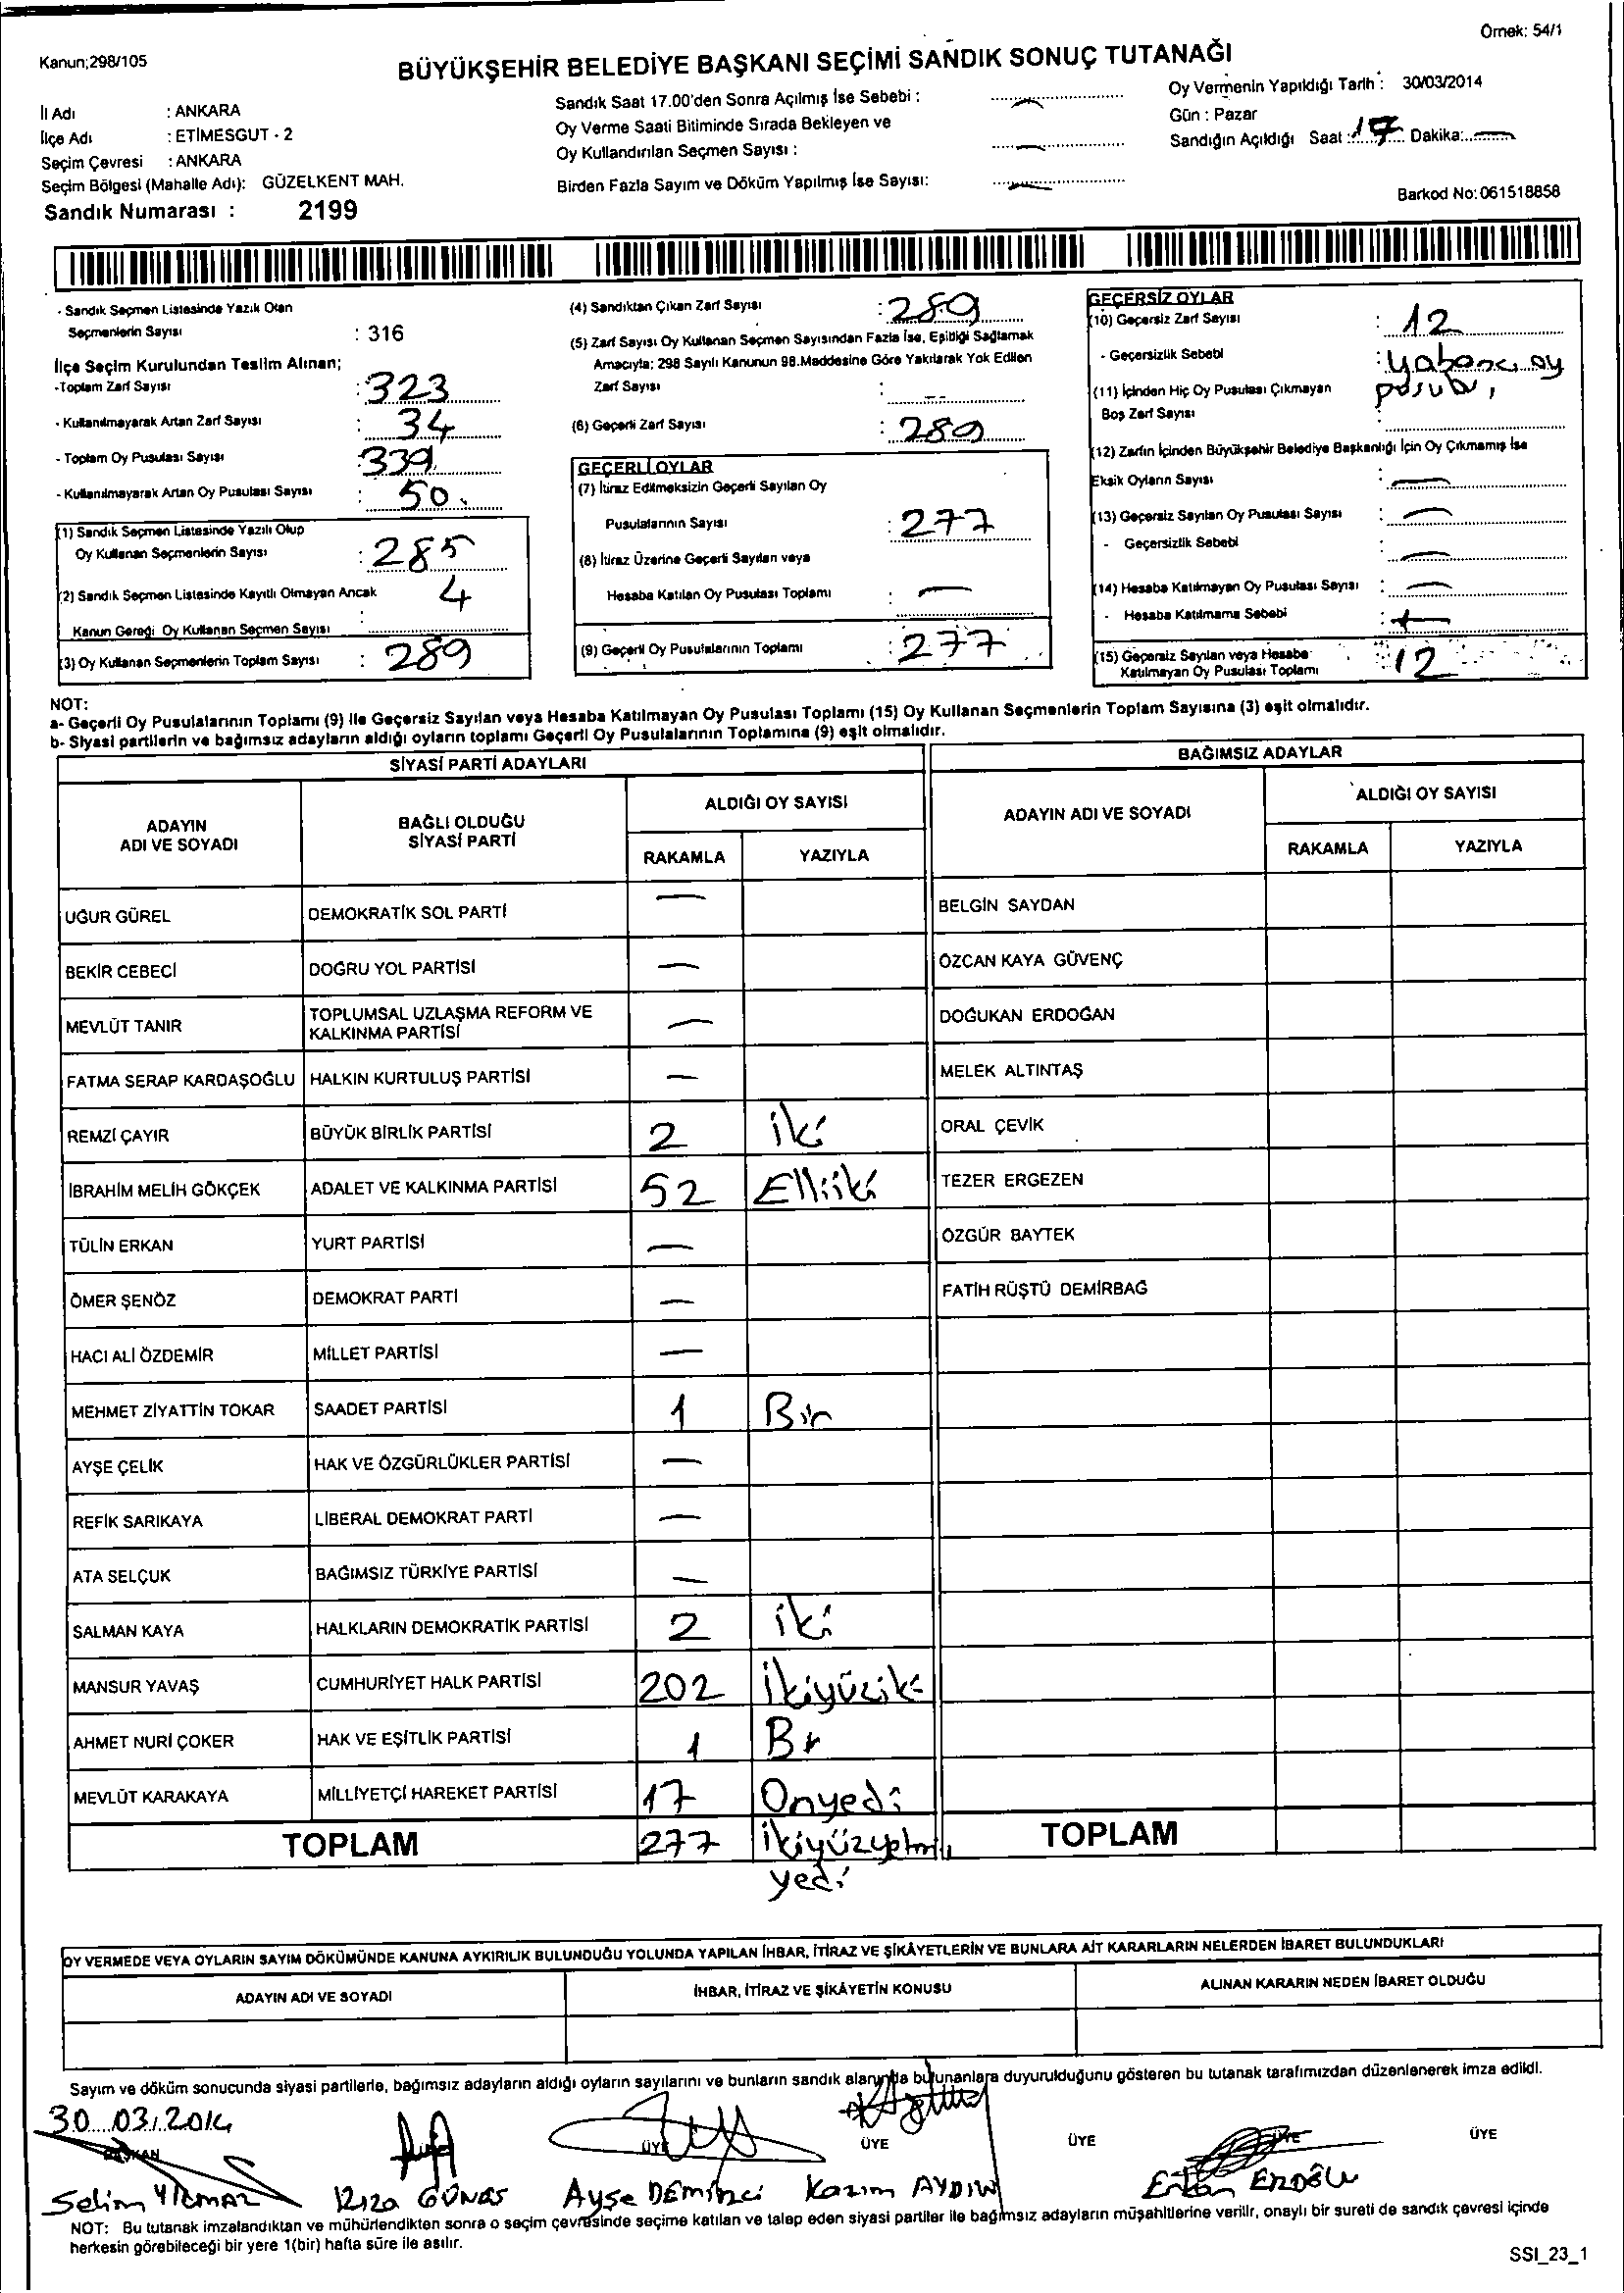 Örnek: 54/1
Kanun;298/105
BÜYÜKŞEHİR BELEDİYE BAŞKANI SEÇİMİ SANDIK SONUÇ TUTANAĞI
İl Adı : ANKARA
İlçe Adı : ETİMESGUT - 2
Seçim Çevresi : ANKARA
Seçim Bölgesi (Mahalle Adı): GÜZELKENT MAH.
Sandık Numarası : 2199
Sandık Saat 17.00'den Sonra Açılmış İse Sebebi : —
Oy Verme Saati Bitiminde Sırada Bekleyen ve
Oy Kullandırılan Seçmen Sayısı : —
Birden Fazla Sayım ve Döküm Yapılmış İse Sayısı: —
Oy Vermenin Yapıldığı Tarih : 30/03/2014
Gün : Pazar
Sandığın Açıldığı Saat : 17 Dakika: —
Barkod No:061518858
- Sandık Seçmen Listesinde Yazılı Olan
Seçmenlerin Sayısı : 316
İlçe Seçim Kurulundan Teslim Alınan;
-Toplam Zarf Sayısı : 323
- Kullanılmayarak Artan Zarf Sayısı : 34
- Toplam Oy Pusulası Sayısı : 339
- Kullanılmayarak Artan Oy Pusulası Sayısı : 50
(1) Sandık Seçmen Listesinde Yazılı Olup
Oy Kullanan Seçmenlerin Sayısı : 285
(2) Sandık Seçmen Listesinde Kayıtlı Olmayan Ancak
Kanun Gereği Oy Kullanan Seçmen Sayısı : 4
(3) Oy Kullanan Seçmenlerin Toplam Sayısı : 289
(4) Sandıktan Çıkan Zarf Sayısı : 289
(5) Zarf Sayısı Oy Kullanan Seçmen Sayısından Fazla İse, Eşitliği Sağlamak
Amacıyla; 298 Sayılı Kanunun 98.Maddesine Göre Yakılarak Yok Edilen
Zarf Sayısı : --
(6) Geçerli Zarf Sayısı : 289
GEÇERLİ OYLAR
(7) İtiraz Edilmeksizin Geçerli Sayılan Oy
Pusulalarının Sayısı : 277
(8) İtiraz Üzerine Geçerli Sayılan veya
Hesaba Katılan Oy Pusulası Toplamı : —
(9) Geçerli Oy Pusulalarının Toplamı : 277
GEÇERSİZ OYLAR
(10) Geçersiz Zarf Sayısı : 12
- Geçersizlik Sebebi : yabancı oy
(11) İçinden Hiç Oy Pusulası Çıkmayan
Boş Zarf Sayısı :
(12) Zarfın İçinden Büyükşehir Belediye Başkanlığı İçin Oy Çıkmamış İse
Eksik Oyların Sayısı : —
(13) Geçersiz Sayılan Oy Pusulası Sayısı : —
- Geçersizlik Sebebi : —
(14) Hesaba Katılmayan Oy Pusulası Sayısı : —
- Hesaba Katılmama Sebebi : —
(15) Geçersiz Sayılan veya Hesaba
Katılmayan Oy Pusulası Toplamı : 12
NOT:
a- Geçerli Oy Pusulalarının Toplamı (9) ile Geçersiz Sayılan veya Hesaba Katılmayan Oy Pusulası Toplamı (15) Oy Kullanan Seçmenlerin Toplam Sayısına (3) eşit olmalıdır.
b- Siyasi partilerin ve bağımsız adayların aldığı oyların toplamı Geçerli Oy Pusulalarının Toplamına (9) eşit olmalıdır.
SİYASİ PARTİ ADAYLARI
ADAYIN ADI VE SOYADI
BAĞLI OLDUĞU SİYASİ PARTİ
ALDIĞI OY SAYISI
RAKAMLA YAZIYLA
UĞUR GÜREL DEMOKRATİK SOL PARTİ —
BEKİR CEBECİ DOĞRU YOL PARTİSİ —
MEVLÜT TANIR TOPLUMSAL UZLAŞMA REFORM VE KALKINMA PARTİSİ —
FATMA SERAP KARDAŞOĞLU HALKIN KURTULUŞ PARTİSİ —
REMZİ ÇAYIR BÜYÜK BİRLİK PARTİSİ 2 iki
İBRAHİM MELİH GÖKÇEK ADALET VE KALKINMA PARTİSİ 52 Elliiki
TÜLİN ERKAN YURT PARTİSİ —
ÖMER ŞENÖZ DEMOKRAT PARTİ —
HACI ALİ ÖZDEMİR MİLLET PARTİSİ —
MEHMET ZİYATTİN TOKAR SAADET PARTİSİ 1 Bir
AYŞE ÇELİK HAK VE ÖZGÜRLÜKLER PARTİSİ —
REFİK SARIKAYA LİBERAL DEMOKRAT PARTİ —
ATA SELÇUK BAĞIMSIZ TÜRKİYE PARTİSİ —
SALMAN KAYA HALKLARIN DEMOKRATİK PARTİSİ 2 iki
MANSUR YAVAŞ CUMHURİYET HALK PARTİSİ 202 İkiyüziki
AHMET NURİ ÇOKER HAK VE EŞİTLİK PARTİSİ 1 Bir
MEVLÜT KARAKAYA MİLLİYETÇİ HAREKET PARTİSİ 17 Onyedi
TOPLAM 277 İkiyüzyetmiş
yedi
BAĞIMSIZ ADAYLAR
ADAYIN ADI VE SOYADI
ALDIĞI OY SAYISI
RAKAMLA YAZIYLA
BELGİN SAYDAN
ÖZCAN KAYA GÜVENÇ
DOĞUKAN ERDOĞAN
MELEK ALTINTAŞ
ORAL ÇEVİK
TEZER ERGEZEN
ÖZGÜR BAYTEK
FATİH RÜŞTÜ DEMİRBAĞ
TOPLAM
OY VERMEDE VEYA OYLARIN SAYIM DÖKÜMÜNDE KANUNA AYKIRILIK BULUNDUĞU YOLUNDA YAPILAN İHBAR, İTİRAZ VE ŞİKÂYETLERİN VE BUNLARA AİT KARARLARIN NELERDEN İBARET BULUNDUKLARI
ADAYIN ADI VE SOYADI İHBAR, İTİRAZ VE ŞİKÂYETİN KONUSU ALINAN KARARIN NEDEN İBARET OLDUĞU
Sayım ve döküm sonucunda siyasi partilerle, bağımsız adayların aldığı oyların sayılarını ve bunların sandık alanında bulunanlara duyurulduğunu gösteren bu tutanak tarafımızdan düzenlenerek imza edildi.
30.03.2014
BAŞKAN ÜYE ÜYE ÜYE ÜYE ÜYE
Selim YILMAZ Rıza GÜNEŞ Ayşe DEMİRCİ Kazım AYDIN Erkan ERDOĞLU
NOT: Bu tutanak imzalandıktan ve mühürlendikten sonra o seçim çevresinde seçime katılan ve talep eden siyasi partiler ile bağımsız adayların müşahitlerine verilir, onaylı bir sureti de sandık çevresi içinde
herkesin görebileceği bir yere 1(bir) hafta süre ile asılır.
SSI_23_1